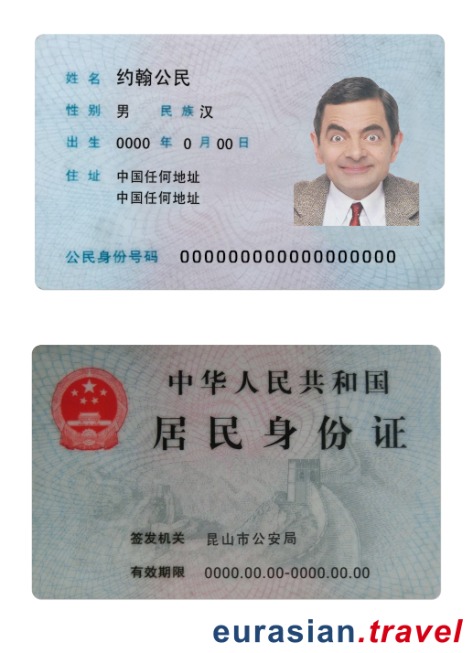 姓名 约翰公民
性别 男 民族 汉
出生 0000 年 0 月 00 日
住址 中国任何地址
中国任何地址
公民身份号码 000000000000000000
中华人民共和国
居民身份证
签发机关 昆山市公安局
有效期限 0000.00.00-0000.00.00
eurasian.travel